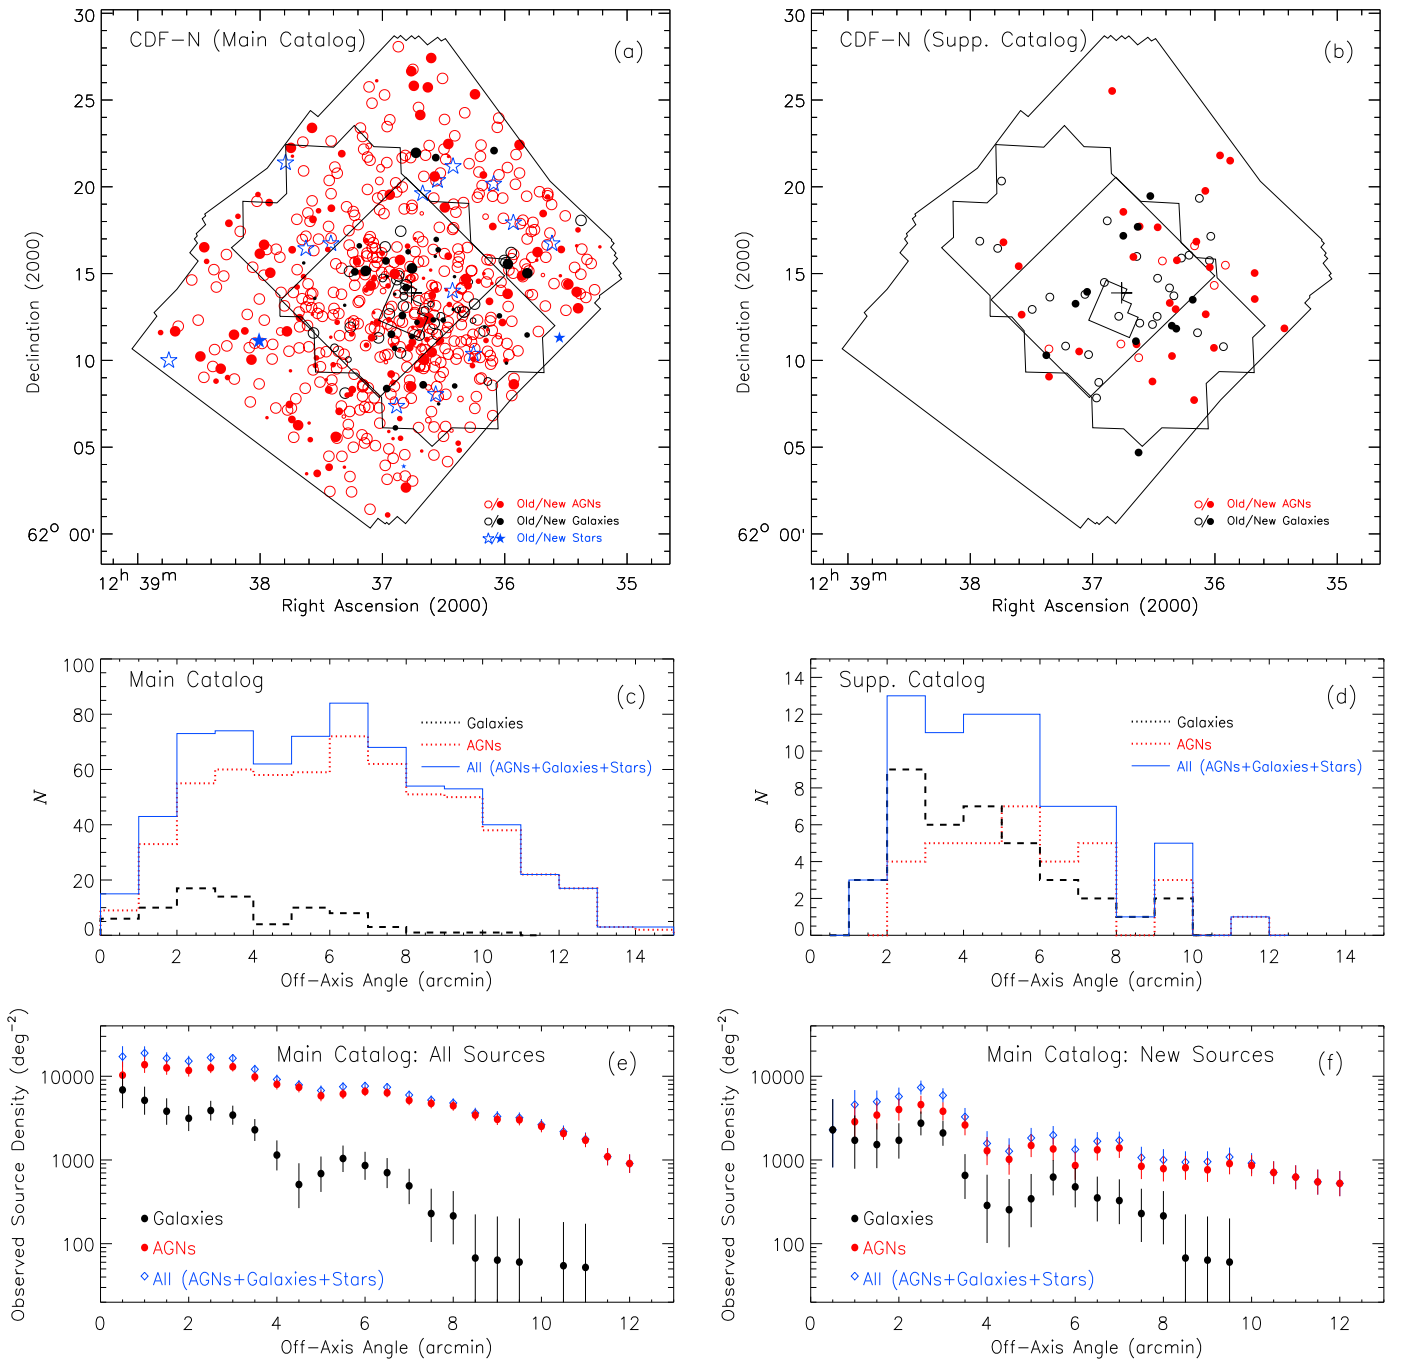 CDF-N (Main Catalog)
(a)
30
25
20
15
10
05
62° 00'
Declination (2000)
Old/New AGNs
Old/New Galaxies
Old/New Stars
12h 39m
38
37
36
35
Right Ascension (2000)
CDF-N (Supp. Catalog)
(b)
30
25
20
15
10
05
62° 00'
Declination (2000)
Old/New AGNs
Old/New Galaxies
12h 39m
38
37
36
35
Right Ascension (2000)
Main Catalog
(c)
100
80
60
40
20
0
N
Galaxies
AGNs
All (AGNs+Galaxies+Stars)
0 2 4 6 8 10 12 14
Off-Axis Angle (arcmin)
Supp. Catalog
(d)
14
12
10
8
6
4
2
0
N
Galaxies
AGNs
All (AGNs+Galaxies+Stars)
0 2 4 6 8 10 12 14
Off-Axis Angle (arcmin)
Main Catalog: All Sources
(e)
10000
1000
100
Observed Source Density (deg⁻²)
Galaxies
AGNs
All (AGNs+Galaxies+Stars)
0 2 4 6 8 10 12
Off-Axis Angle (arcmin)
Main Catalog: New Sources
(f)
10000
1000
100
Observed Source Density (deg⁻²)
Galaxies
AGNs
All (AGNs+Galaxies+Stars)
0 2 4 6 8 10 12
Off-Axis Angle (arcmin)